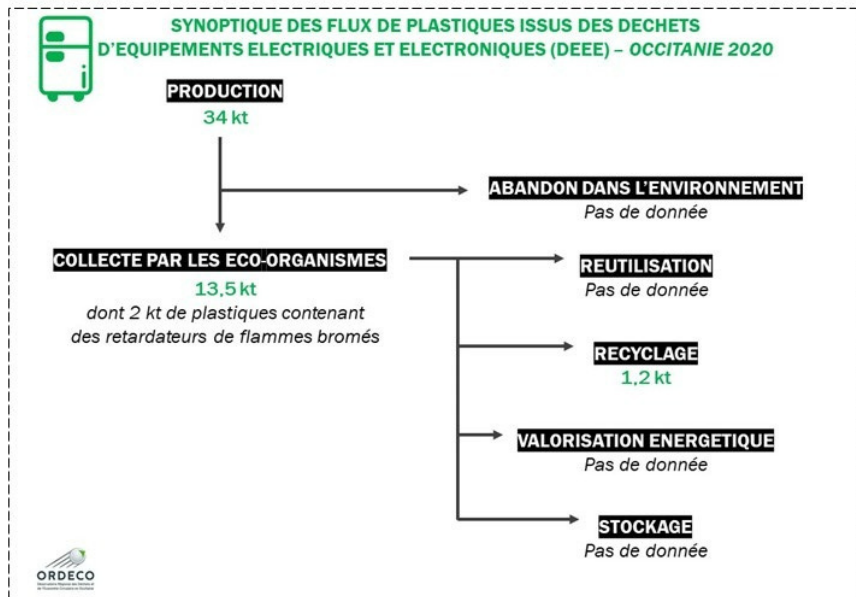 SYNOPTIQUE DES FLUX DE PLASTIQUES ISSUS DES DECHETS
D'EQUIPEMENTS ELECTRIQUES ET ELECTRONIQUES (DEEE) – OCCITANIE 2020
PRODUCTION
34 kt
ABANDON DANS L'ENVIRONNEMENT
Pas de donnée
COLLECTE PAR LES ECO-ORGANISMES
13,5 kt
dont 2 kt de plastiques contenant
des retardateurs de flammes bromés
REUTILISATION
Pas de donnée
RECYCLAGE
1,2 kt
VALORISATION ENERGETIQUE
Pas de donnée
STOCKAGE
Pas de donnée
ORDECO